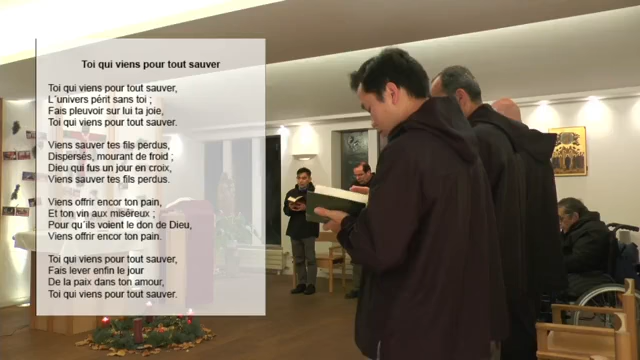 Toi qui viens pour tout sauver
Toi qui viens pour tout sauver,
L´univers périt sans toi ;
Fais pleuvoir sur lui ta joie,
Toi qui viens pour tout sauver.
Viens sauver tes fils perdus,
Dispersés, mourant de froid ;
Dieu qui fus un jour en croix,
Viens sauver tes fils perdus.
Viens offrir encor ton pain,
Et ton vin aux miséreux ;
Pour qu´ils voient le don de Dieu,
Viens offrir encor ton pain.
Toi qui viens pour tout sauver,
Fais lever enfin le jour
De la paix dans ton amour,
Toi qui viens pour tout sauver.